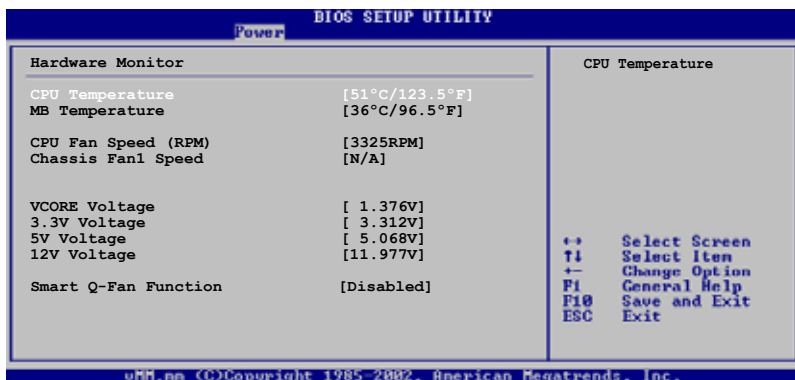 BIOS SETUP UTILITY
Power
Hardware Monitor
CPU Temperature [51°C/123.5°F]
MB Temperature [36°C/96.5°F]
CPU Fan Speed (RPM) [3325RPM]
Chassis Fan1 Speed [N/A]
VCORE Voltage [ 1.376V]
3.3V Voltage [ 3.312V]
5V Voltage [ 5.068V]
12V Voltage [11.977V]
Smart Q-Fan Function [Disabled]
CPU Temperature
←→ Select Screen
↑↓ Select Item
+- Change Option
F1 General Help
F10 Save and Exit
ESC Exit
vMM.mm (C)Copyright 1985-2002, American Megatrends, Inc.